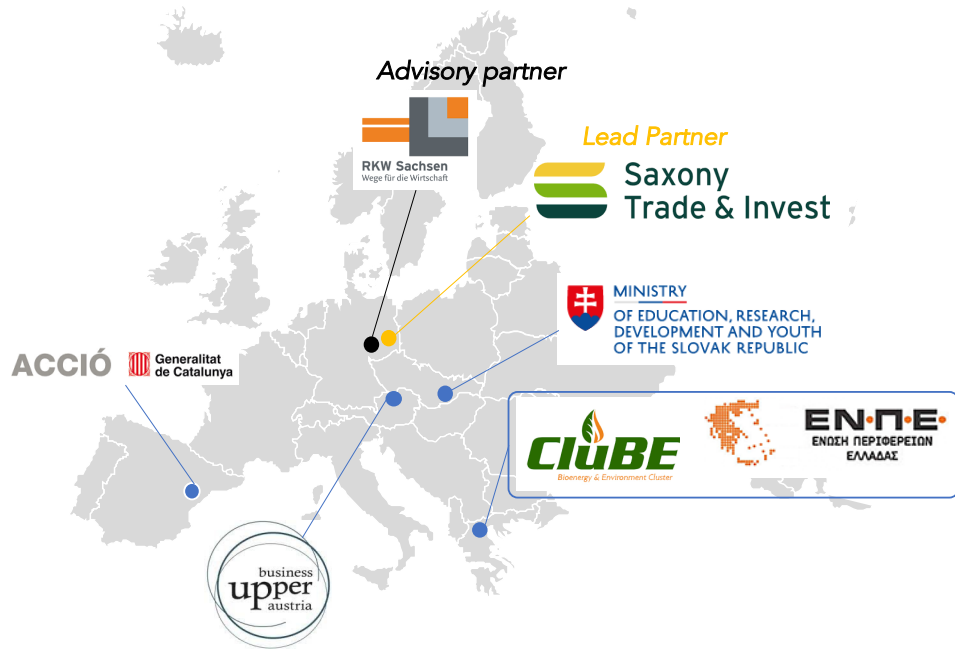 Advisory partner
RKW Sachsen
Wege für die Wirtschaft
Lead Partner
Saxony
Trade & Invest
MINISTRY
OF EDUCATION, RESEARCH,
DEVELOPMENT AND YOUTH
OF THE SLOVAK REPUBLIC
ACCIÓ
Generalitat
de Catalunya
CluBE
Bioenergy & Environment Cluster
ΕΝ·Π·Ε·
ΕΝΩΣΗ ΠΕΡΙΦΕΡΕΙΩΝ
ΕΛΛΑΔΑΣ
business
upper
austria